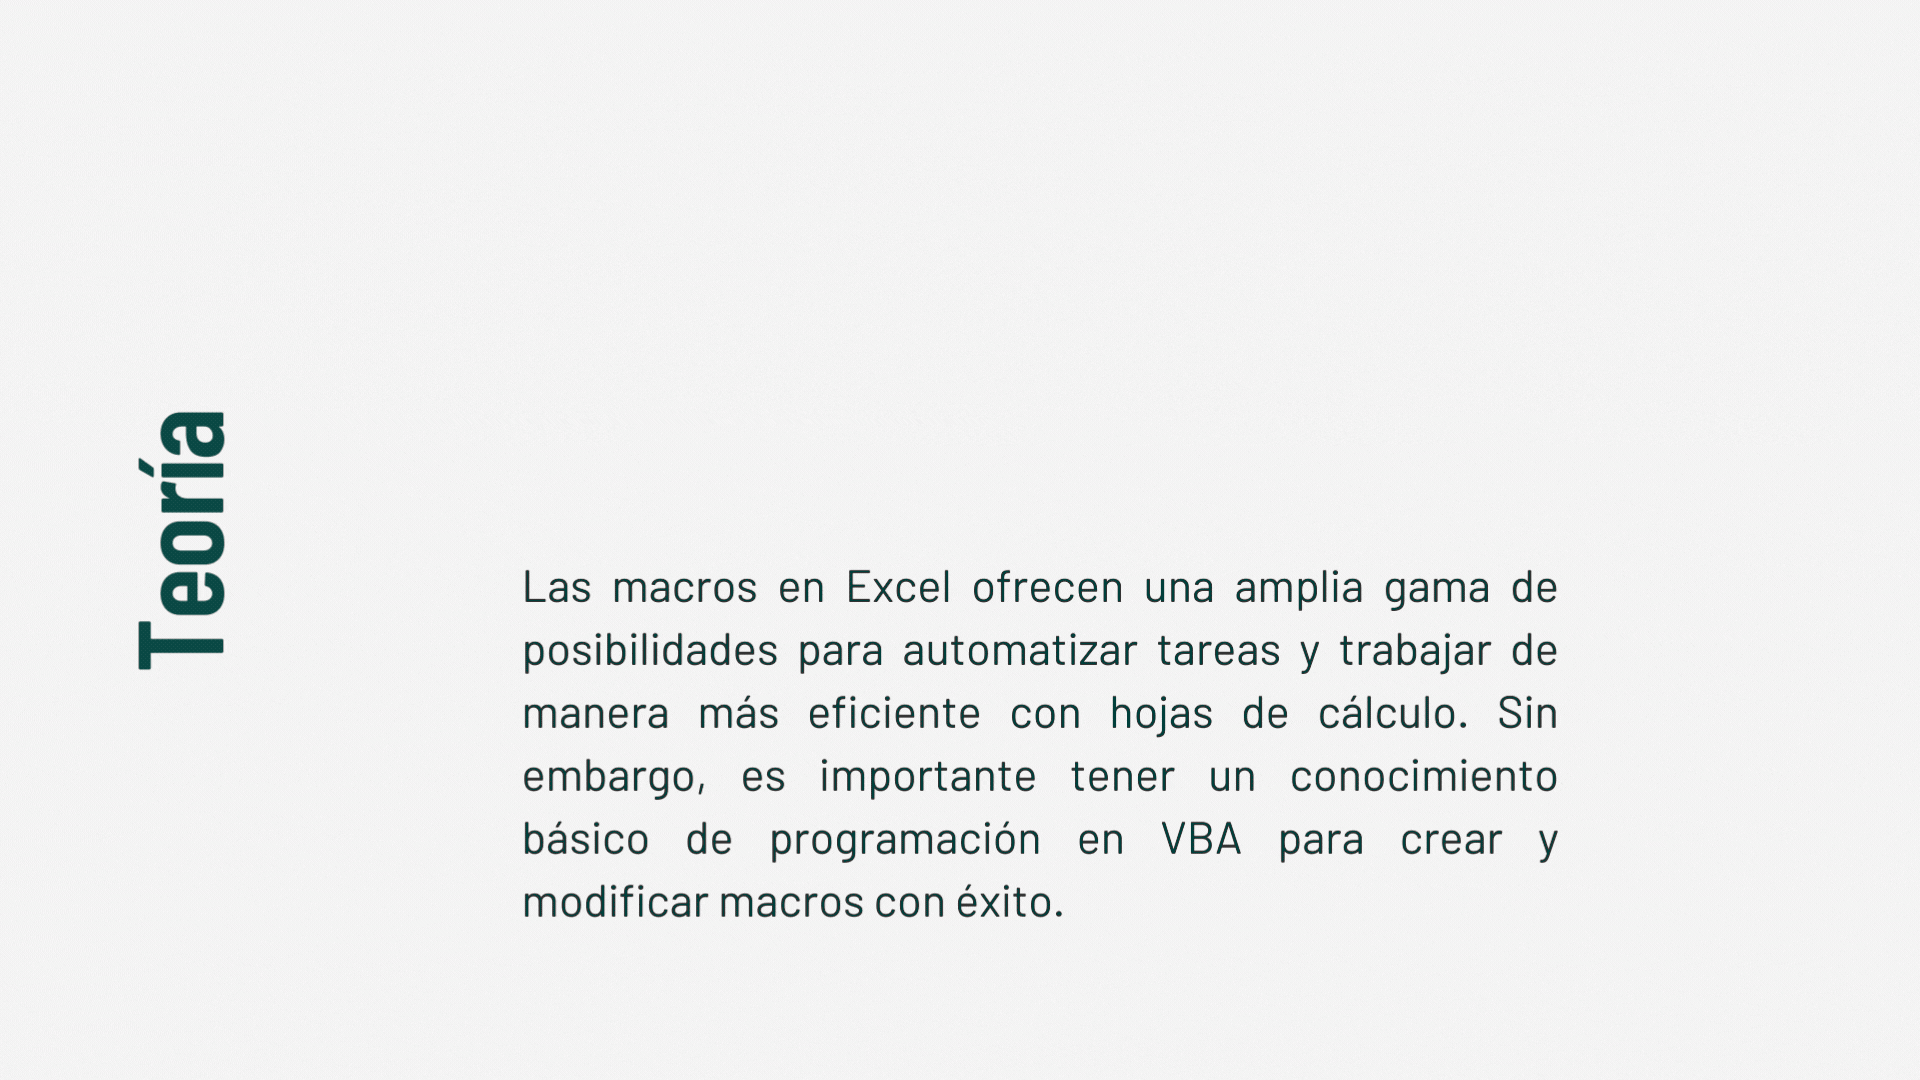 Teoría
Las macros en Excel ofrecen una amplia gama de
posibilidades para automatizar tareas y trabajar de
manera más eficiente con hojas de cálculo. Sin
embargo, es importante tener un conocimiento
básico de programación en VBA para crear y
modificar macros con éxito.